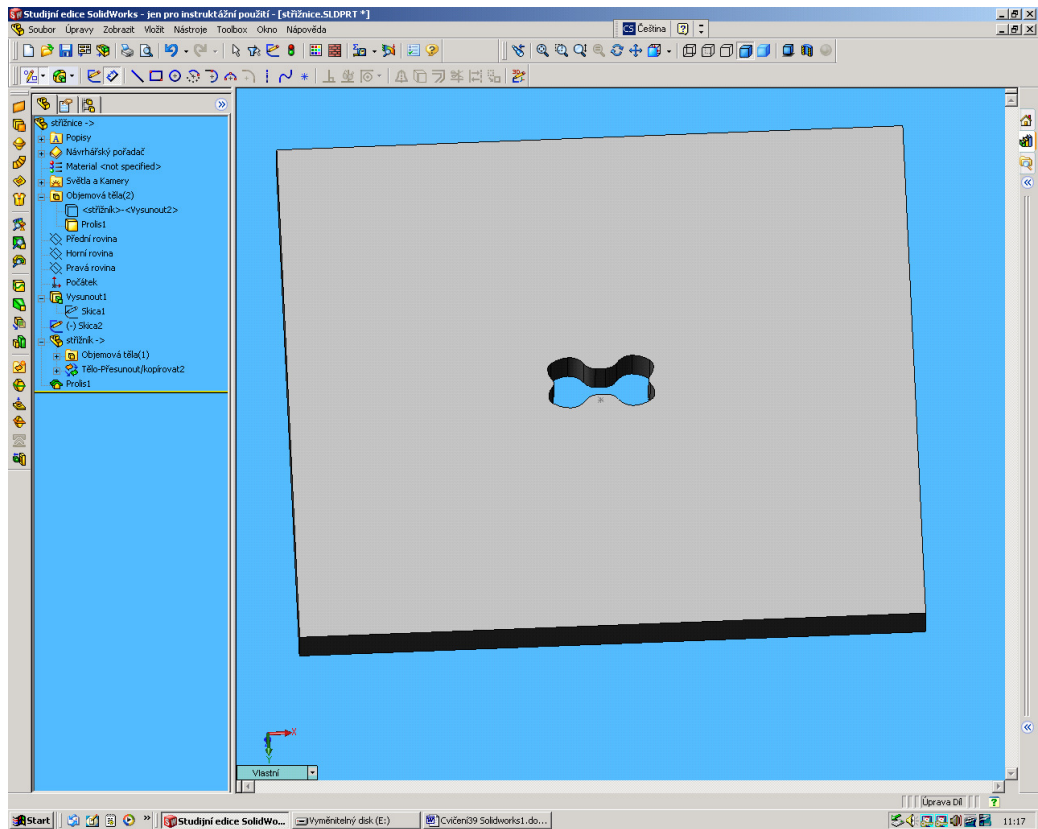 Studijní edice SolidWorks - jen pro instruktážní použití - [střižnice.SLDPRT *]
Soubor Úpravy Zobrazit Vložit Nástroje Toolbox Okno Nápověda
CS Čeština
střižnice ->
Popisy
Návrhářský pořadač
Material <not specified>
Světla a Kamery
Objemová těla(2)
<střižník>-<Vysunout2>
Prolis1
Přední rovina
Horní rovina
Pravá rovina
Počátek
Vysunout1
Skica1
(-) Skica2
střižník ->
Objemová těla(1)
Tělo-Přesunout/kopírovat2
Prolis1
X
Y
Vlastní
Úprava Díl
Start
Studijní edice SolidWo...
Vyměnitelný disk (E:)
Cvičení39 Solidworks1.do...
11:17